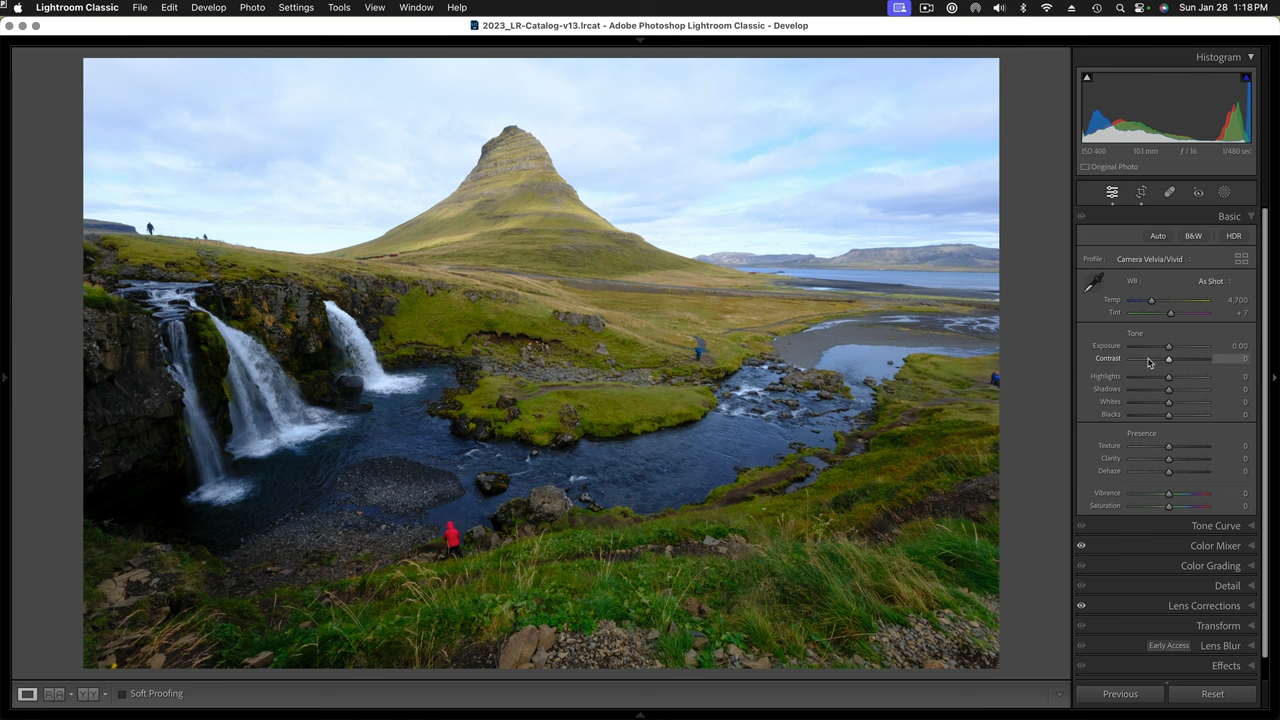 Lightroom Classic File Edit Develop Photo Settings Tools View Window Help Sun Jan 28 1:18 PM
2023_LR-Catalog-v13.lrcat - Adobe Photoshop Lightroom Classic - Develop
Histogram
ISO 400 10.1 mm ƒ / 16 1/480 sec
Original Photo
Basic
Auto B&W HDR
Profile : Camera Velvia/Vivid
WB : As Shot
Temp 4,700
Tint + 7
Tone
Exposure 0.00
Contrast 0
Highlights 0
Shadows 0
Whites 0
Blacks 0
Presence
Texture 0
Clarity 0
Dehaze 0
Vibrance 0
Saturation 0
Tone Curve
Color Mixer
Color Grading
Detail
Lens Corrections
Transform
Early Access Lens Blur
Effects
Soft Proofing
Previous Reset